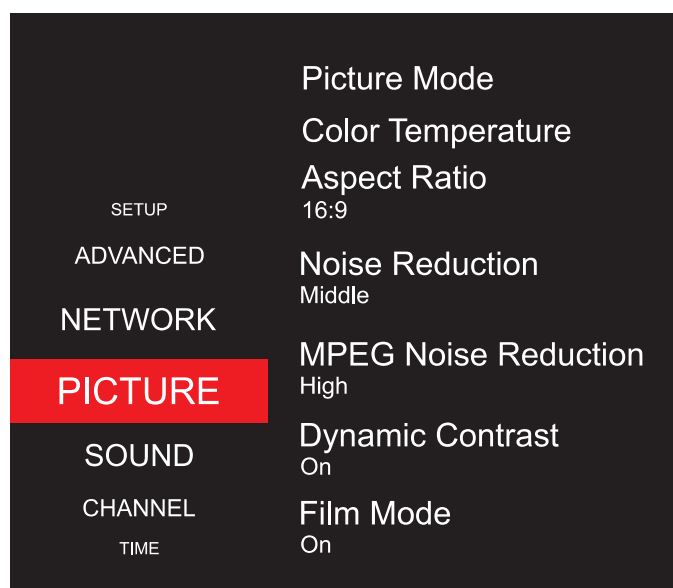 SETUP
ADVANCED
NETWORK
PICTURE
SOUND
CHANNEL
TIME
Picture Mode
Color Temperature
Aspect Ratio
16:9
Noise Reduction
Middle
MPEG Noise Reduction
High
Dynamic Contrast
On
Film Mode
On